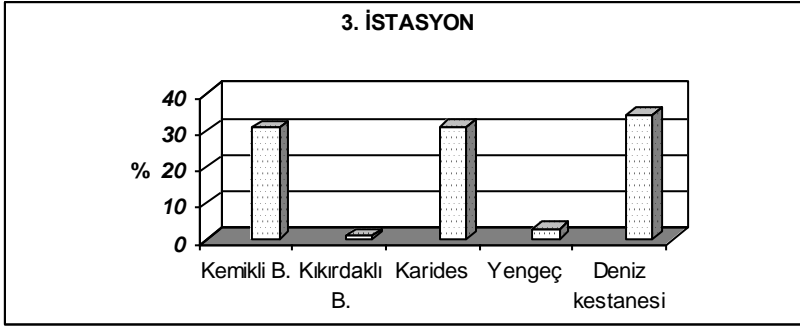 3. İSTASYON
40
30
% 20
10
0
Kemikli B. Kıkırdaklı Karides Yengeç Deniz
B. kestanesi